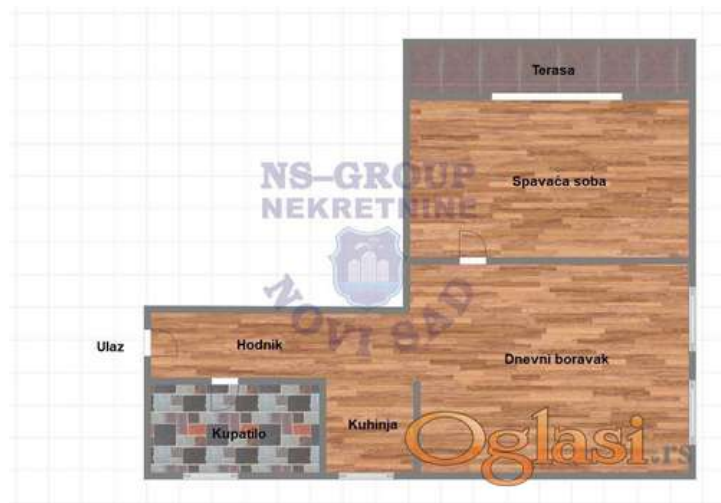 Terasa
Spavaća soba
NS-GROUP
NEKRETNINE
NOVI SAD
Ulaz
Hodnik
Dnevni boravak
Kupatilo
Kuhinja
Oglasi.rs